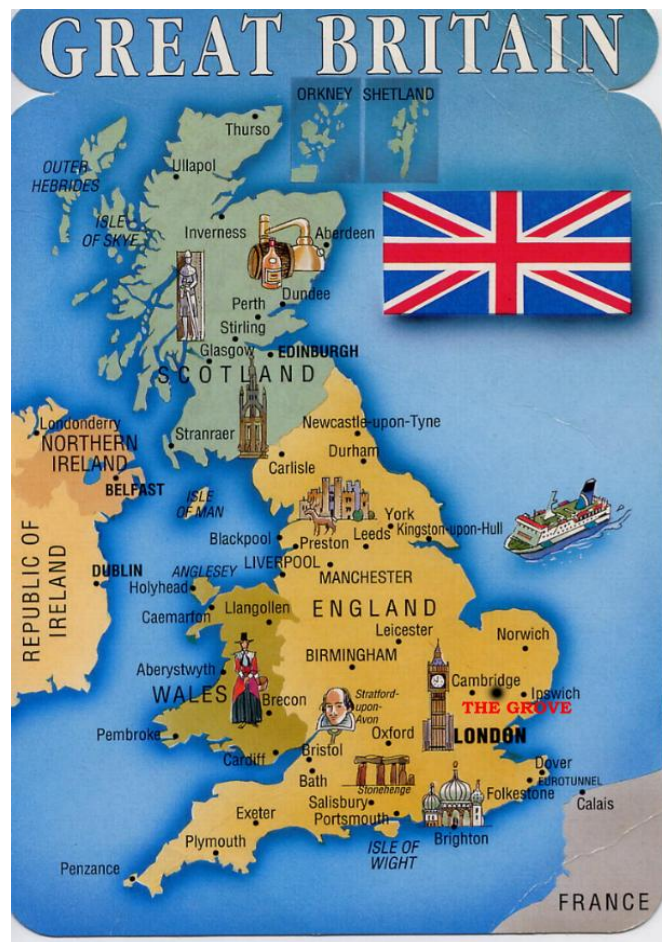 GREAT BRITAIN
ORKNEY
SHETLAND
Thurso
OUTER
HEBRIDES
Ullapol
ISLE
OF SKYE
Inverness
Aberdeen
Dundee
Perth
Stirling
Glasgow
EDINBURGH
SCOTLAND
Londonderry
NORTHERN
IRELAND
Stranraer
Newcastle-upon-Tyne
Durham
Carlisle
BELFAST
ISLE
OF MAN
York
Blackpool
Preston
Leeds
Kingston-upon-Hull
LIVERPOOL
DUBLIN
ANGLESEY
MANCHESTER
Holyhead
REPUBLIC OF
IRELAND
Caernarfon
Llangollen
ENGLAND
Leicester
Norwich
BIRMINGHAM
Aberystwyth
Cambridge
WALES
Brecon
Stratford-
upon-
Avon
Ipswich
THE GROVE
Pembroke
Oxford
LONDON
Cardiff
Bristol
Dover
Bath
Stonehenge
EUROTUNNEL
Folkestone
Calais
Exeter
Salisbury
Portsmouth
Plymouth
ISLE OF
WIGHT
Brighton
Penzance
FRANCE